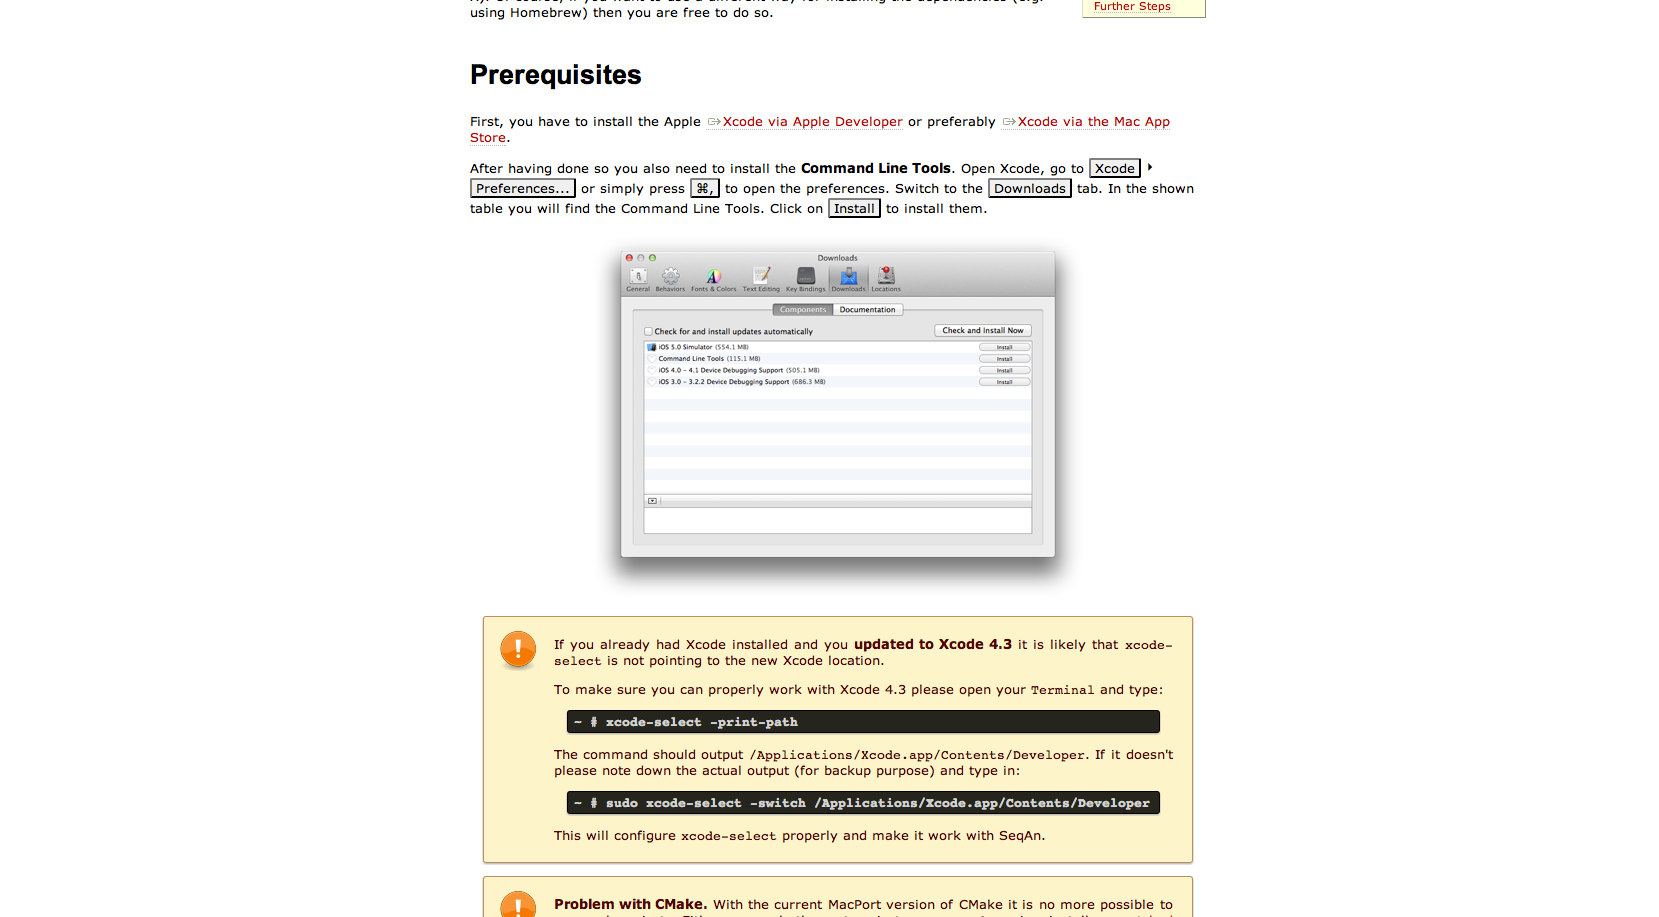 using Homebrew) then you are free to do so.
Further Steps
Prerequisites
First, you have to install the Apple Xcode via Apple Developer or preferably Xcode via the Mac App
Store.
After having done so you also need to install the Command Line Tools. Open Xcode, go to Xcode
Preferences... or simply press ⌘, to open the preferences. Switch to the Downloads tab. In the shown
table you will find the Command Line Tools. Click on Install to install them.
Downloads
General Behaviors Fonts & Colors Text Editing Key Bindings Downloads Locations
Components Documentation
Check for and install updates automatically Check and Install Now
iOS 5.0 Simulator (554.1 MB) Install
Command Line Tools (115.1 MB) Install
iOS 4.0 – 4.1 Device Debugging Support (505.1 MB) Install
iOS 3.0 – 3.2.2 Device Debugging Support (686.3 MB) Install
If you already had Xcode installed and you updated to Xcode 4.3 it is likely that xcode-
select is not pointing to the new Xcode location.
To make sure you can properly work with Xcode 4.3 please open your Terminal and type:
~ # xcode-select -print-path
The command should output /Applications/Xcode.app/Contents/Developer. If it doesn't
please note down the actual output (for backup purpose) and type in:
~ # sudo xcode-select -switch /Applications/Xcode.app/Contents/Developer
This will configure xcode-select properly and make it work with SeqAn.
Problem with CMake. With the current MacPort version of CMake it is no more possible to